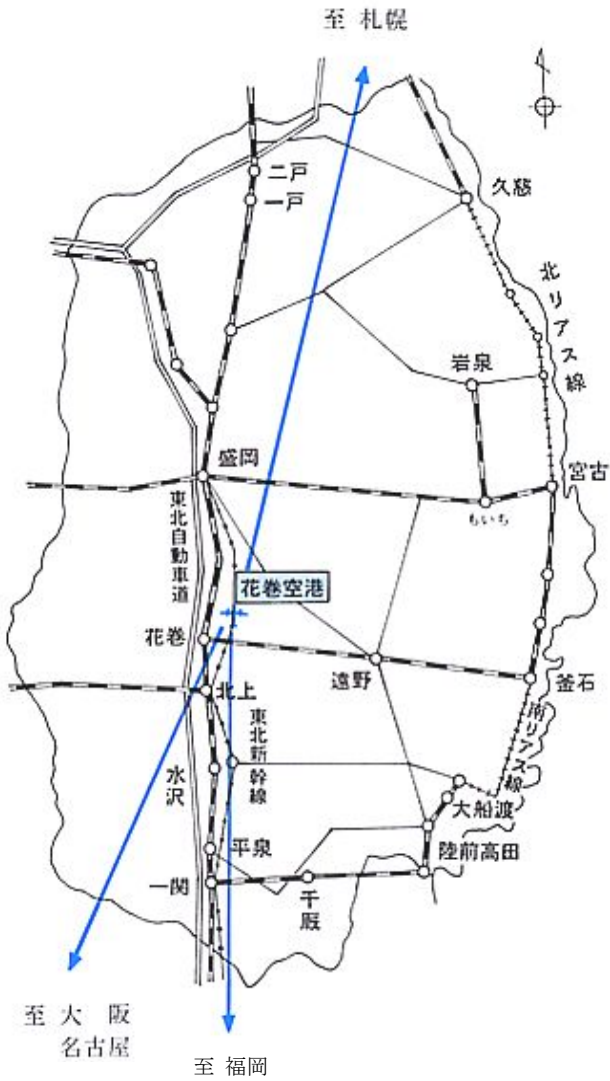 至 札幌
二戸
一戸
久慈
北リアス線
岩泉
盛岡
宮古
もいち
東北自動車道
花巻空港
花巻
遠野
釜石
北上
南リアス線
東北新幹線
水沢
大船渡
平泉
陸前高田
一関
千厩
至 大 阪
名古屋
至 福岡